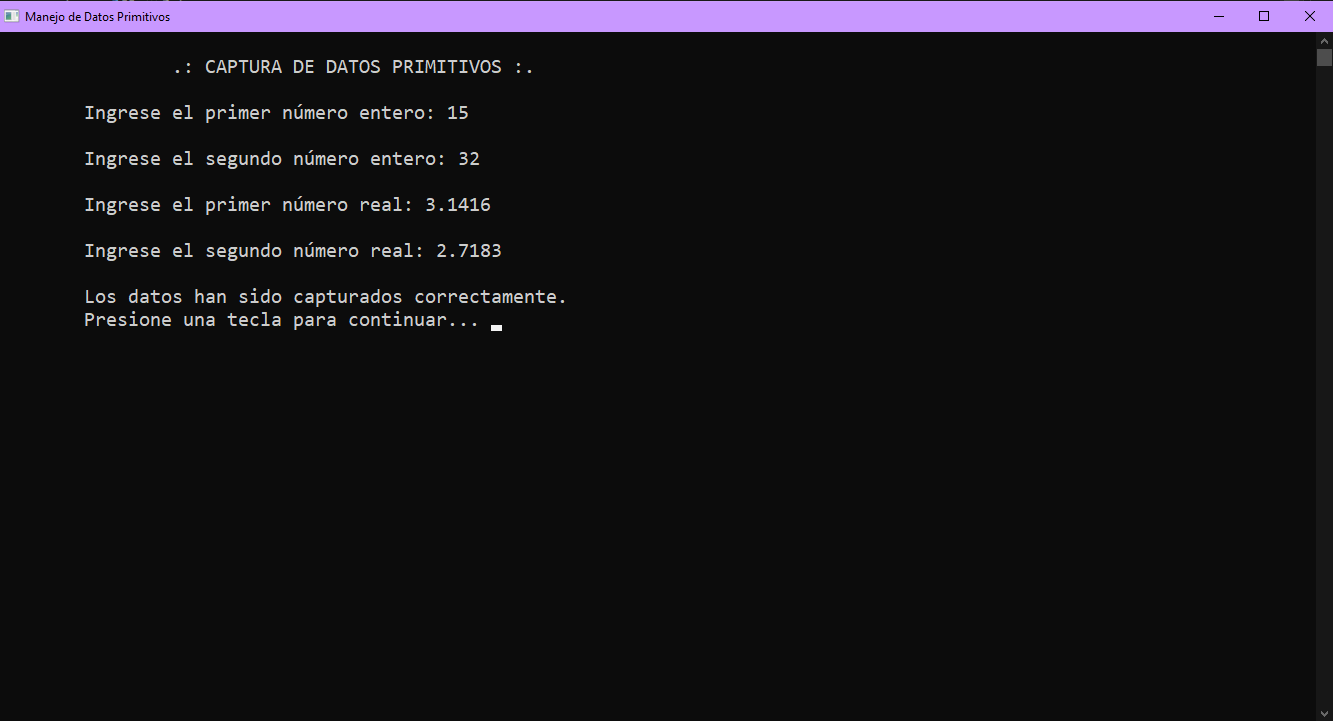 Manejo de Datos Primitivos
.: CAPTURA DE DATOS PRIMITIVOS :.
Ingrese el primer número entero: 15
Ingrese el segundo número entero: 32
Ingrese el primer número real: 3.1416
Ingrese el segundo número real: 2.7183
Los datos han sido capturados correctamente.
Presione una tecla para continuar...